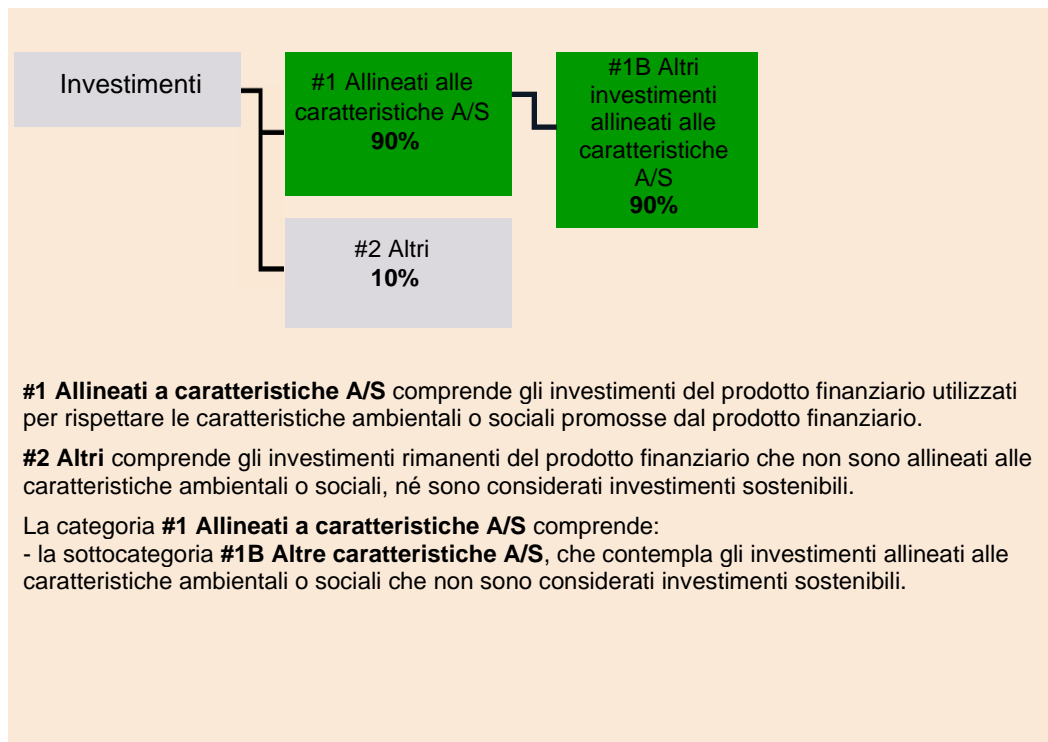 Investimenti
#1 Allineati alle
caratteristiche A/S
90%
#1B Altri
investimenti
allineati alle
caratteristiche
A/S
90%
#2 Altri
10%
#1 Allineati a caratteristiche A/S comprende gli investimenti del prodotto finanziario utilizzati
per rispettare le caratteristiche ambientali o sociali promosse dal prodotto finanziario.
#2 Altri comprende gli investimenti rimanenti del prodotto finanziario che non sono allineati alle
caratteristiche ambientali o sociali, né sono considerati investimenti sostenibili.
La categoria #1 Allineati a caratteristiche A/S comprende:
- la sottocategoria #1B Altre caratteristiche A/S, che contempla gli investimenti allineati alle
caratteristiche ambientali o sociali che non sono considerati investimenti sostenibili.